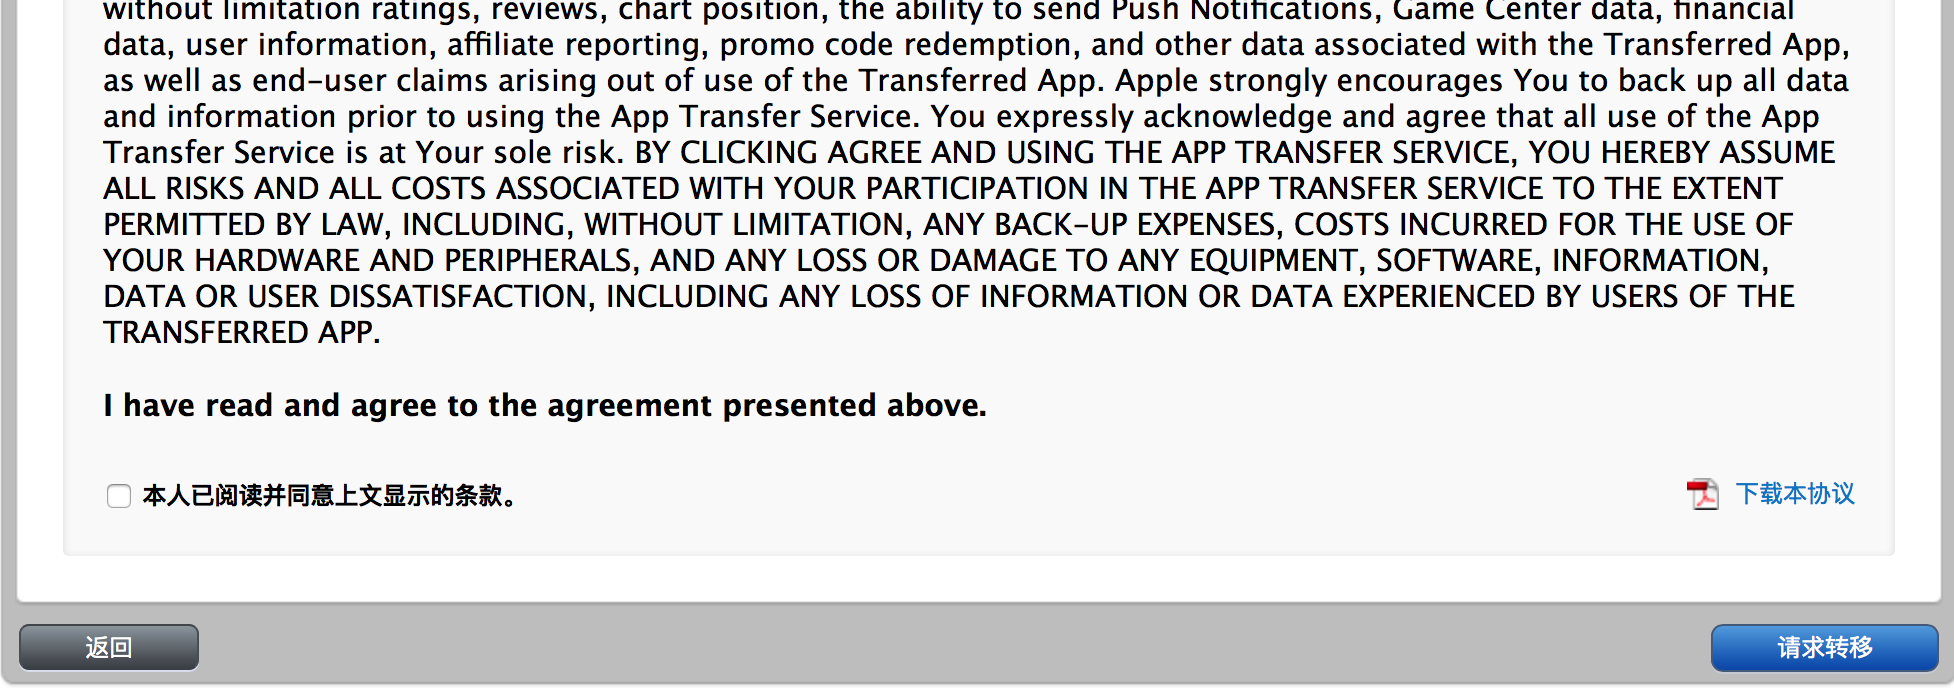 without limitation ratings, reviews, chart position, the ability to send Push Notifications, Game Center data, financial
data, user information, affiliate reporting, promo code redemption, and other data associated with the Transferred App,
as well as end-user claims arising out of use of the Transferred App. Apple strongly encourages You to back up all data
and information prior to using the App Transfer Service. You expressly acknowledge and agree that all use of the App
Transfer Service is at Your sole risk. BY CLICKING AGREE AND USING THE APP TRANSFER SERVICE, YOU HEREBY ASSUME
ALL RISKS AND ALL COSTS ASSOCIATED WITH YOUR PARTICIPATION IN THE APP TRANSFER SERVICE TO THE EXTENT
PERMITTED BY LAW, INCLUDING, WITHOUT LIMITATION, ANY BACK-UP EXPENSES, COSTS INCURRED FOR THE USE OF
YOUR HARDWARE AND PERIPHERALS, AND ANY LOSS OR DAMAGE TO ANY EQUIPMENT, SOFTWARE, INFORMATION,
DATA OR USER DISSATISFACTION, INCLUDING ANY LOSS OF INFORMATION OR DATA EXPERIENCED BY USERS OF THE
TRANSFERRED APP.
I have read and agree to the agreement presented above.
本人已阅读并同意上文显示的条款。
下载本协议
返回
请求转移